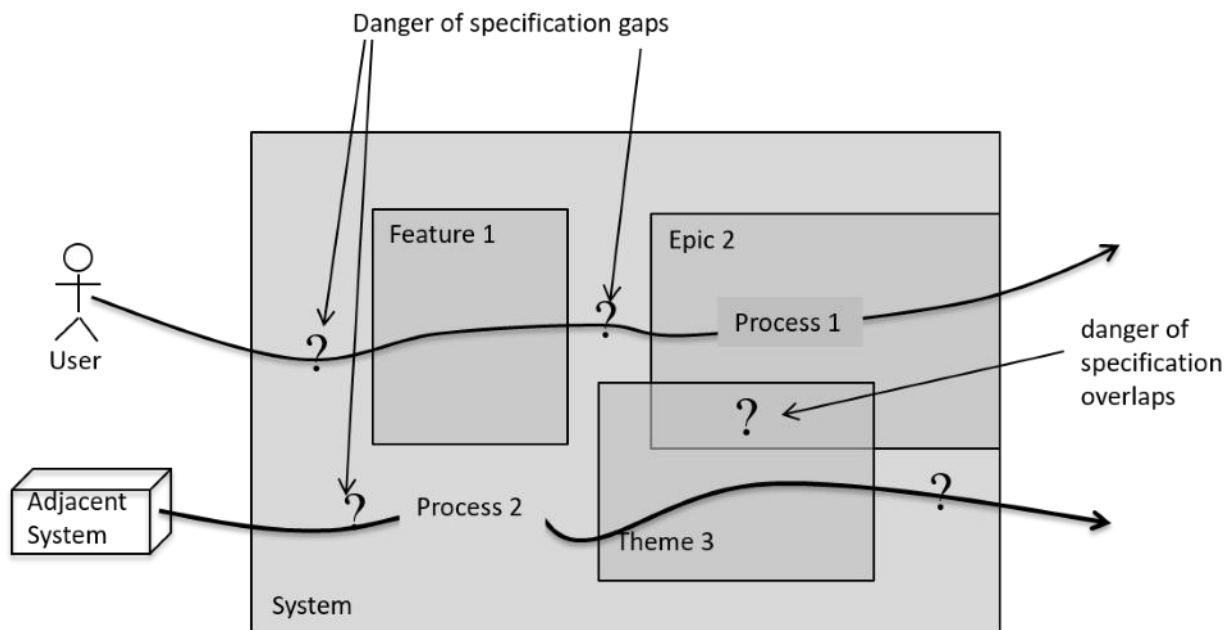 Danger of specification gaps
Feature 1
Epic 2
?
Process 1
User
?
danger of
specification
overlaps
?
Adjacent
System
?
Process 2
?
Theme 3
System